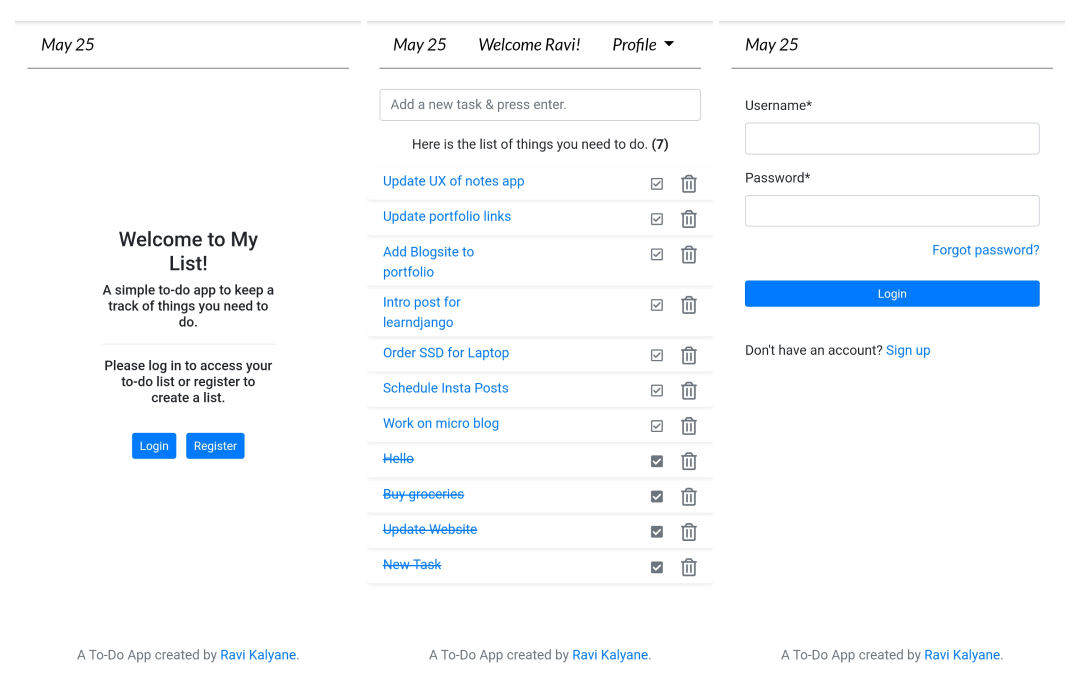 May 25
Welcome to My
List!
A simple to-do app to keep a
track of things you need to
do.
Please log in to access your
to-do list or register to
create a list.
Login Register
A To-Do App created by Ravi Kalyane.
May 25 Welcome Ravi! Profile
Add a new task & press enter.
Here is the list of things you need to do. (7)
Update UX of notes app
Update portfolio links
Add Blogsite to
portfolio
Intro post for
learndjango
Order SSD for Laptop
Schedule Insta Posts
Work on micro blog
Hello
Buy groceries
Update Website
New Task
A To-Do App created by Ravi Kalyane.
May 25
Username*
Password*
Forgot password?
Login
Don't have an account? Sign up
A To-Do App created by Ravi Kalyane.